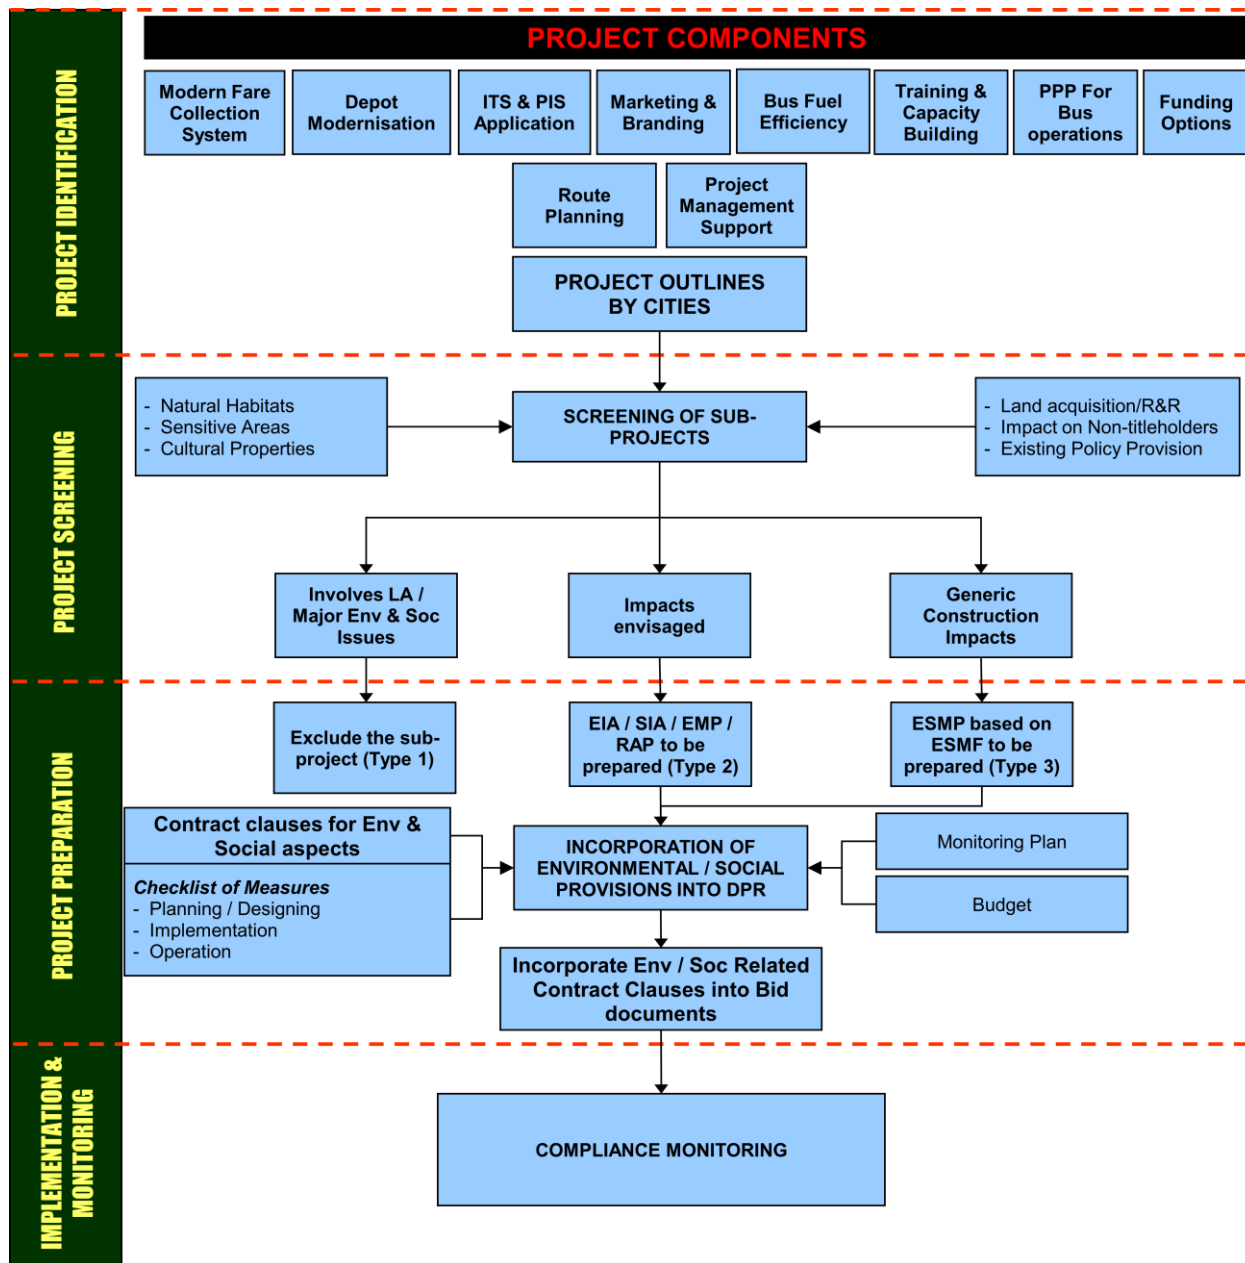 PROJECT COMPONENTS
PROJECT IDENTIFICATION
Modern Fare
Collection
System
Depot
Modernisation
ITS & PIS
Application
Marketing &
Branding
Bus Fuel
Efficiency
Training &
Capacity
Building
PPP For
Bus
operations
Funding
Options
Route
Planning
Project
Management
Support
PROJECT OUTLINES
BY CITIES
PROJECT SCREENING
- Natural Habitats
- Sensitive Areas
- Cultural Properties
SCREENING OF SUB-
PROJECTS
- Land acquisition/R&R
- Impact on Non-titleholders
- Existing Policy Provision
Involves LA /
Major Env & Soc
Issues
Impacts
envisaged
Generic
Construction
Impacts
PROJECT PREPARATION
Exclude the sub-
project (Type 1)
EIA / SIA / EMP /
RAP to be
prepared (Type 2)
ESMP based on
ESMF to be
prepared (Type 3)
Contract clauses for Env &
Social aspects
Checklist of Measures
- Planning / Designing
- Implementation
- Operation
INCORPORATION OF
ENVIRONMENTAL / SOCIAL
PROVISIONS INTO DPR
Monitoring Plan
Budget
Incorporate Env / Soc Related
Contract Clauses into Bid
documents
IMPLEMENTATION &
MONITORING
COMPLIANCE MONITORING